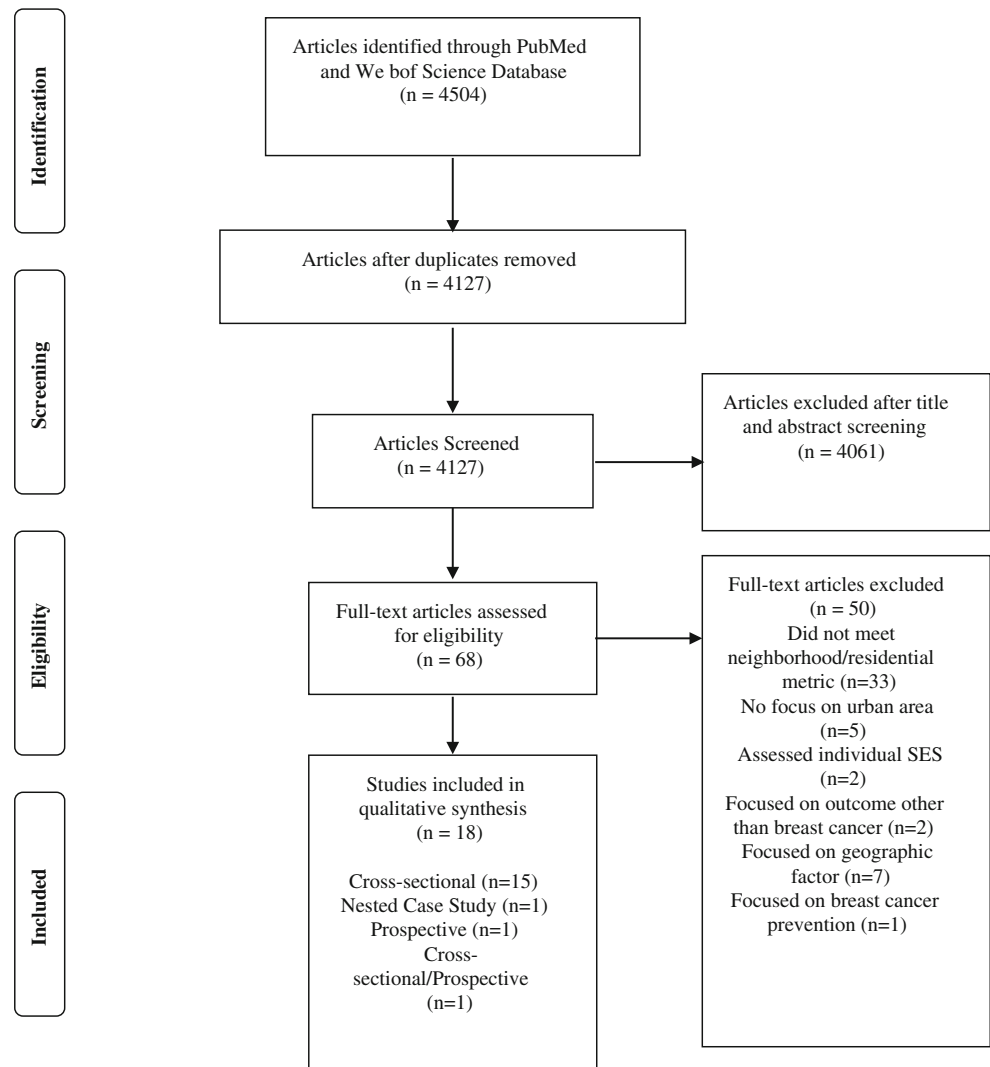 Identification
Articles identified through PubMed
and We bof Science Database
(n = 4504)
Articles after duplicates removed
(n = 4127)
Screening
Articles Screened
(n = 4127)
Articles excluded after title
and abstract screening
(n = 4061)
Eligibility
Full-text articles assessed
for eligibility
(n = 68)
Full-text articles excluded
(n = 50)
Did not meet
neighborhood/residential
metric (n=33)
No focus on urban area
(n=5)
Assessed individual SES
(n=2)
Focused on outcome other
than breast cancer (n=2)
Focused on geographic
factor (n=7)
Focused on breast cancer
prevention (n=1)
Included
Studies included in
qualitative synthesis
(n = 18)
Cross-sectional (n=15)
Nested Case Study (n=1)
Prospective (n=1)
Cross-
sectional/Prospective
(n=1)